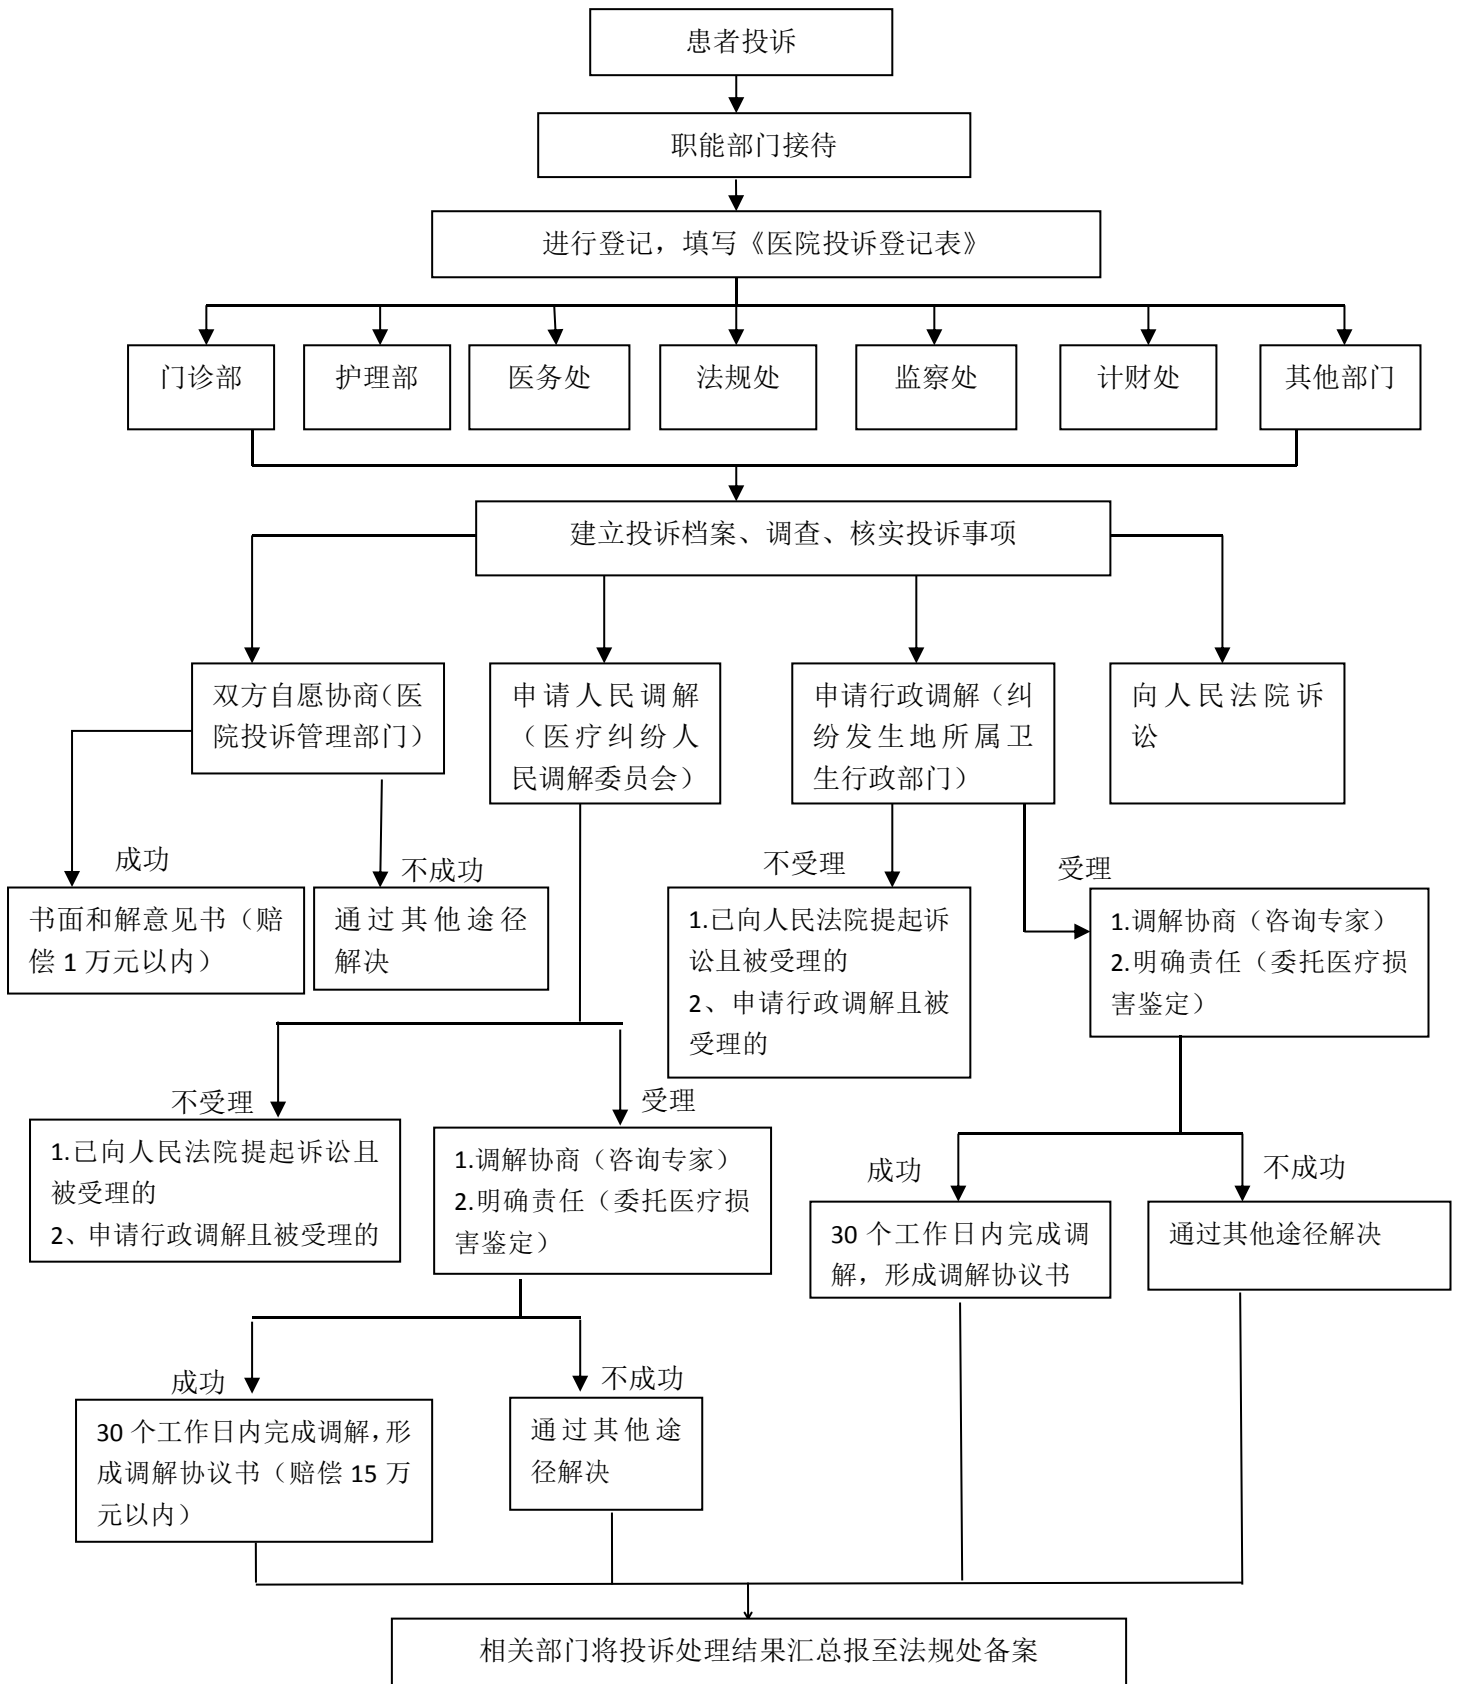 患者投诉
职能部门接待
进行登记，填写《医院投诉登记表》
门诊部
护理部
医务处
法规处
监察处
计财处
其他部门
建立投诉档案、调查、核实投诉事项
双方自愿协商（医
院投诉管理部门）
申请人民调解
（医疗纠纷人
民调解委员会）
申请行政调解（纠
纷发生地所属卫
生行政部门）
向人民法院诉
讼
成功
不成功
不受理
受理
书面和解意见书（赔
偿 1 万元以内）
通过其他途径
解决
1.已向人民法院提起诉
讼且被受理的
2、申请行政调解且被
受理的
1.调解协商（咨询专家）
2.明确责任（委托医疗损
害鉴定）
不受理
受理
1.已向人民法院提起诉讼且
被受理的
2、申请行政调解且被受理的
1.调解协商（咨询专家）
2.明确责任（委托医疗损
害鉴定）
成功
不成功
30 个工作日内完成调
解，形成调解协议书
通过其他途径解决
成功
不成功
30 个工作日内完成调解，形
成调解协议书（赔偿 15 万
元以内）
通过其他途
径解决
相关部门将投诉处理结果汇总报至法规处备案